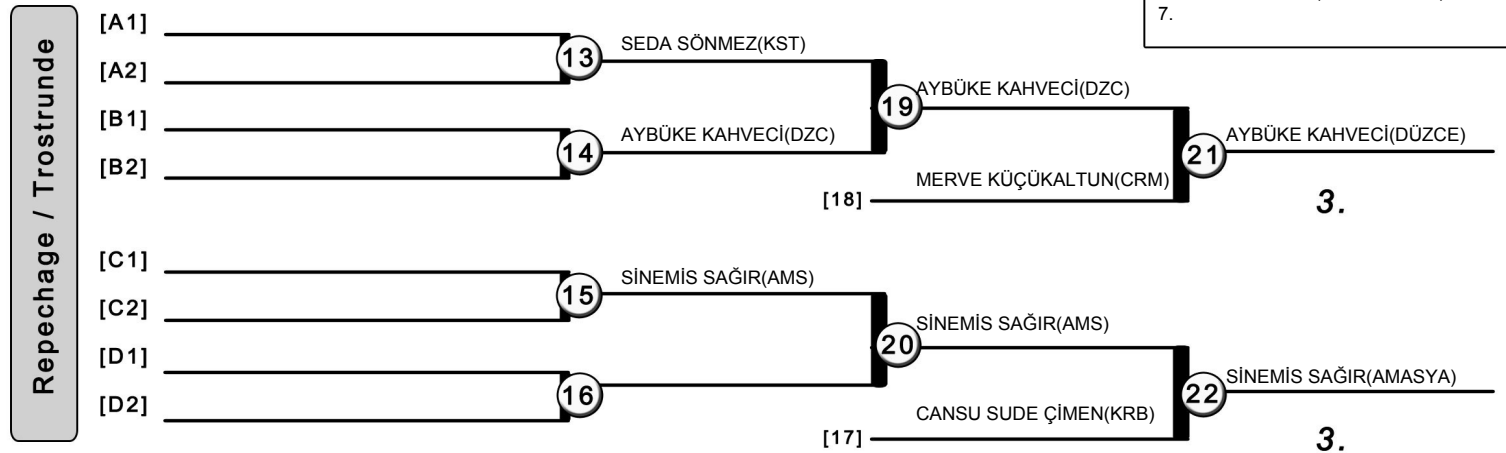 7.
Repechage / Trostrunde
[A1]
[A2]
[B1]
[B2]
13
SEDA SÖNMEZ(KST)
14
AYBÜKE KAHVECİ(DZC)
19
AYBÜKE KAHVECİ(DZC)
[18]
MERVE KÜÇÜKALTUN(CRM)
21
AYBÜKE KAHVECİ(DÜZCE)
3.
[C1]
[C2]
[D1]
[D2]
15
SİNEMİS SAĞIR(AMS)
16
20
SİNEMİS SAĞIR(AMS)
[17]
CANSU SUDE ÇİMEN(KRB)
22
SİNEMİS SAĞIR(AMASYA)
3.